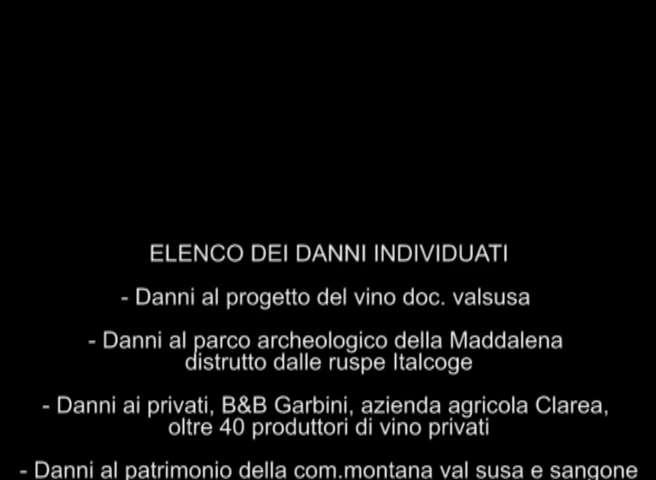 ELENCO DEI DANNI INDIVIDUATI
- Danni al progetto del vino doc. valsusa
- Danni al parco archeologico della Maddalena
distrutto dalle ruspe Italcoge
- Danni ai privati, B&B Garbini, azienda agricola Clarea,
oltre 40 produttori di vino privati
- Danni al patrimonio della com.montana val susa e sangone